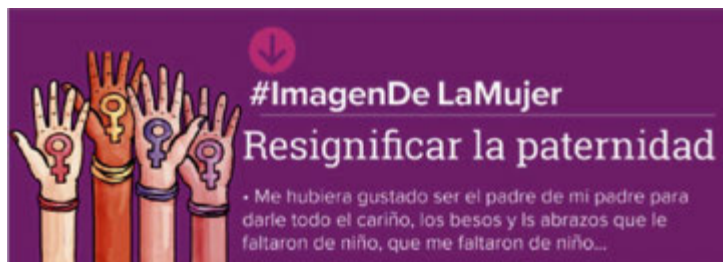 #ImagenDe LaMujer
Resignificar la paternidad
• Me hubiera gustado ser el padre de mi padre para
darle todo el cariño, los besos y ls abrazos que le
faltaron de niño, que me faltaron de niño...